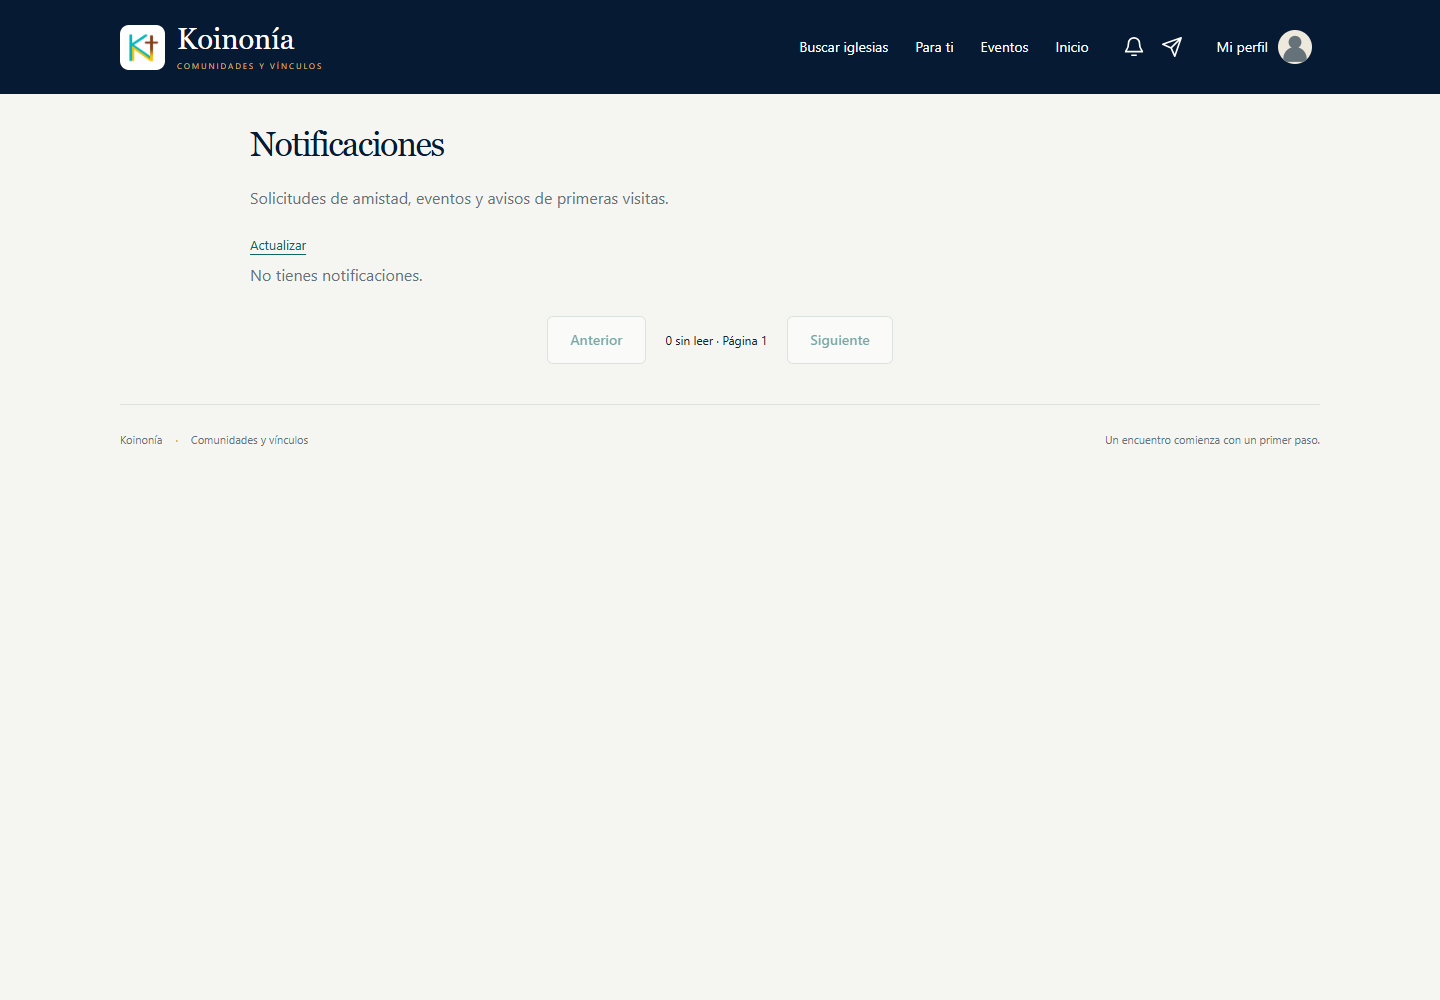 Koinonía
COMUNIDADES Y VÍNCULOS
Buscar iglesias
Para ti
Eventos
Inicio
Mi perfil
Notificaciones
Solicitudes de amistad, eventos y avisos de primeras visitas.
Actualizar
No tienes notificaciones.
Anterior
0 sin leer · Página 1
Siguiente
Koinonía · Comunidades y vínculos
Un encuentro comienza con un primer paso.